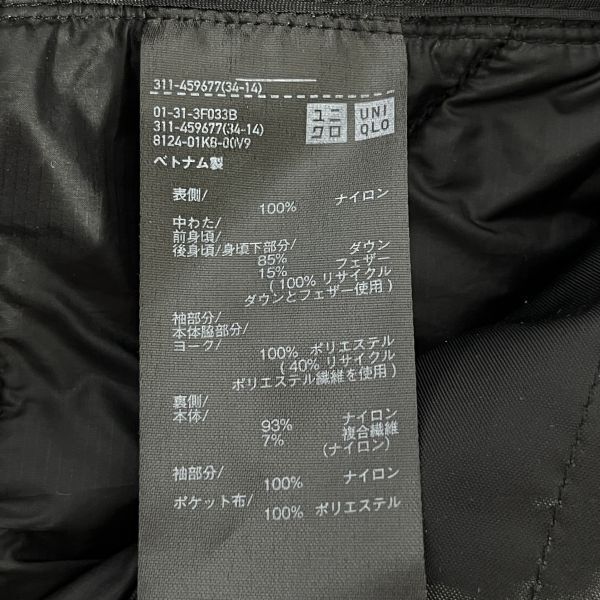 311-459677(34-14)
01-31-3F033B
311-459677(34-14)
8124-01K8-00V9
ユニ
クロ
UNI
QLO
ベトナム製
表側/
100% ナイロン
中わた/
前身頃/
後身頃/身頃下部分/ ダウン
85% フェザー
15%
(100% リサイクル
ダウンとフェザー使用)
袖部分/
本体脇部分/
ヨーク/ 100% ポリエステル
(40% リサイクル
ポリエステル繊維を使用)
裏側/
本体/
93% ナイロン
7% 複合繊維
(ナイロン)
袖部分/
100% ナイロン
ポケット布/
100% ポリエステル